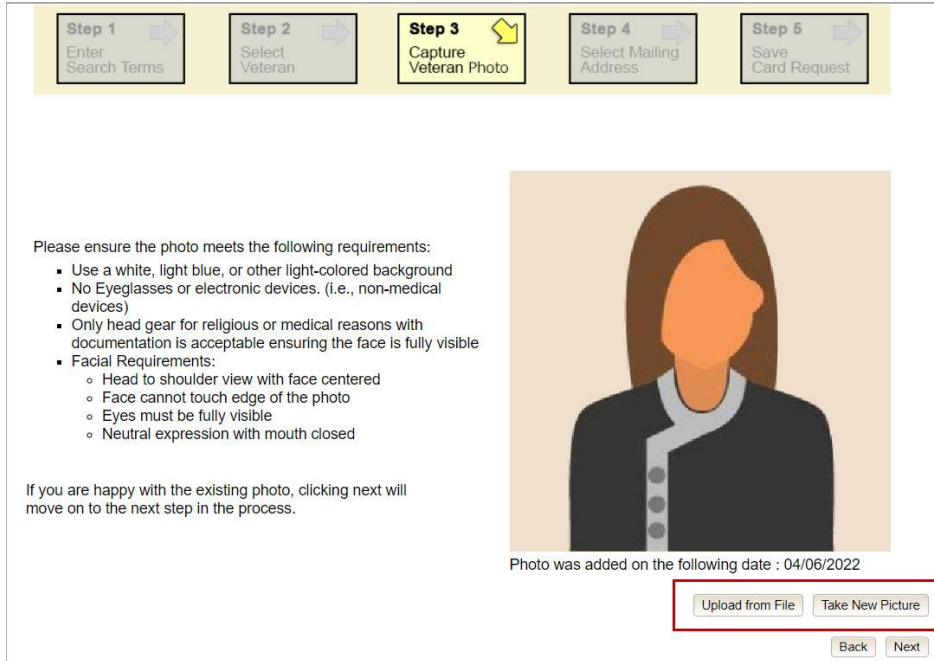 Step 1
Enter
Search Terms
Step 2
Select
Veteran
Step 3
Capture
Veteran Photo
Step 4
Select Mailing
Address
Step 5
Save
Card Request
Please ensure the photo meets the following requirements:
Use a white, light blue, or other light-colored background
No Eyeglasses or electronic devices. (i.e., non-medical
devices)
Only head gear for religious or medical reasons with
documentation is acceptable ensuring the face is fully visible
Facial Requirements:
Head to shoulder view with face centered
Face cannot touch edge of the photo
Eyes must be fully visible
Neutral expression with mouth closed
If you are happy with the existing photo, clicking next will
move on to the next step in the process.
Photo was added on the following date : 04/06/2022
Upload from File
Take New Picture
Back
Next